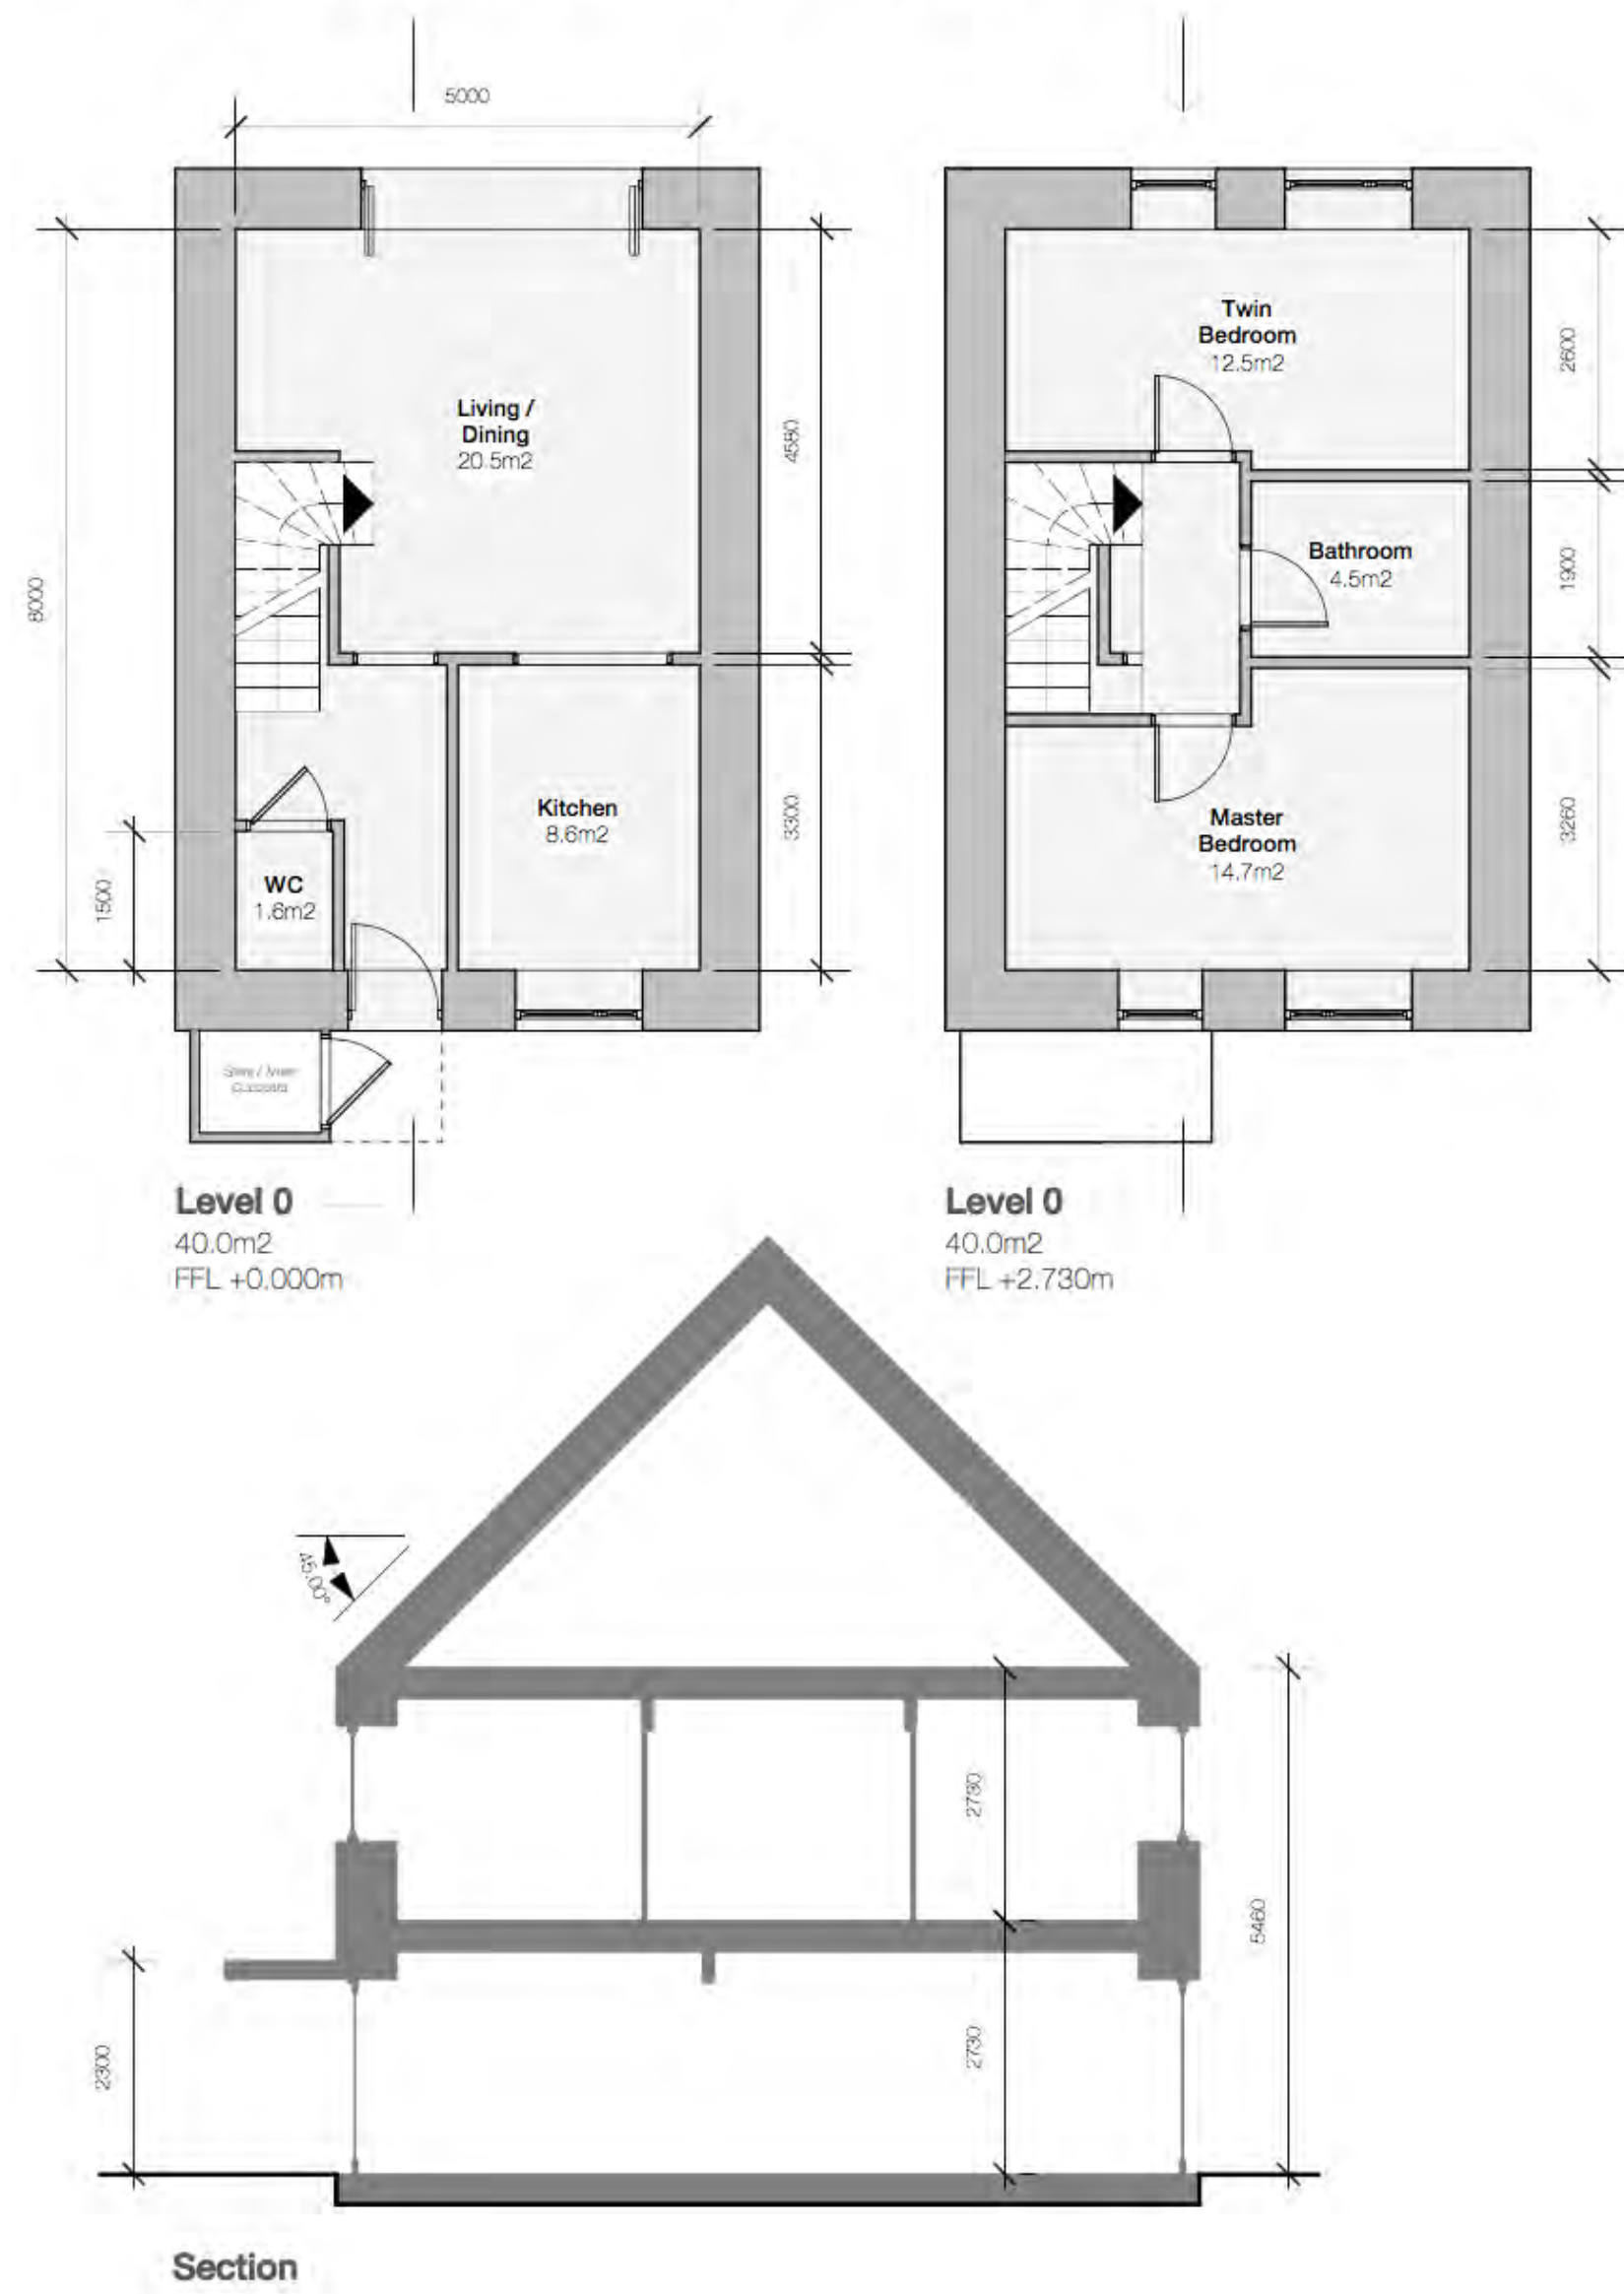 5000
8000
1500
4580
3300
Living /
Dining
20.5m2
Kitchen
8.6m2
WC
1.6m2
Twin
Bedroom
12.5m2
Bathroom
4.5m2
Master
Bedroom
14.7m2
2600
1900
3260
Level 0
40.0m2
FFL +0.000m
Level 0
40.0m2
FFL +2.730m
45.00°
2730
2730
5460
2300
Section